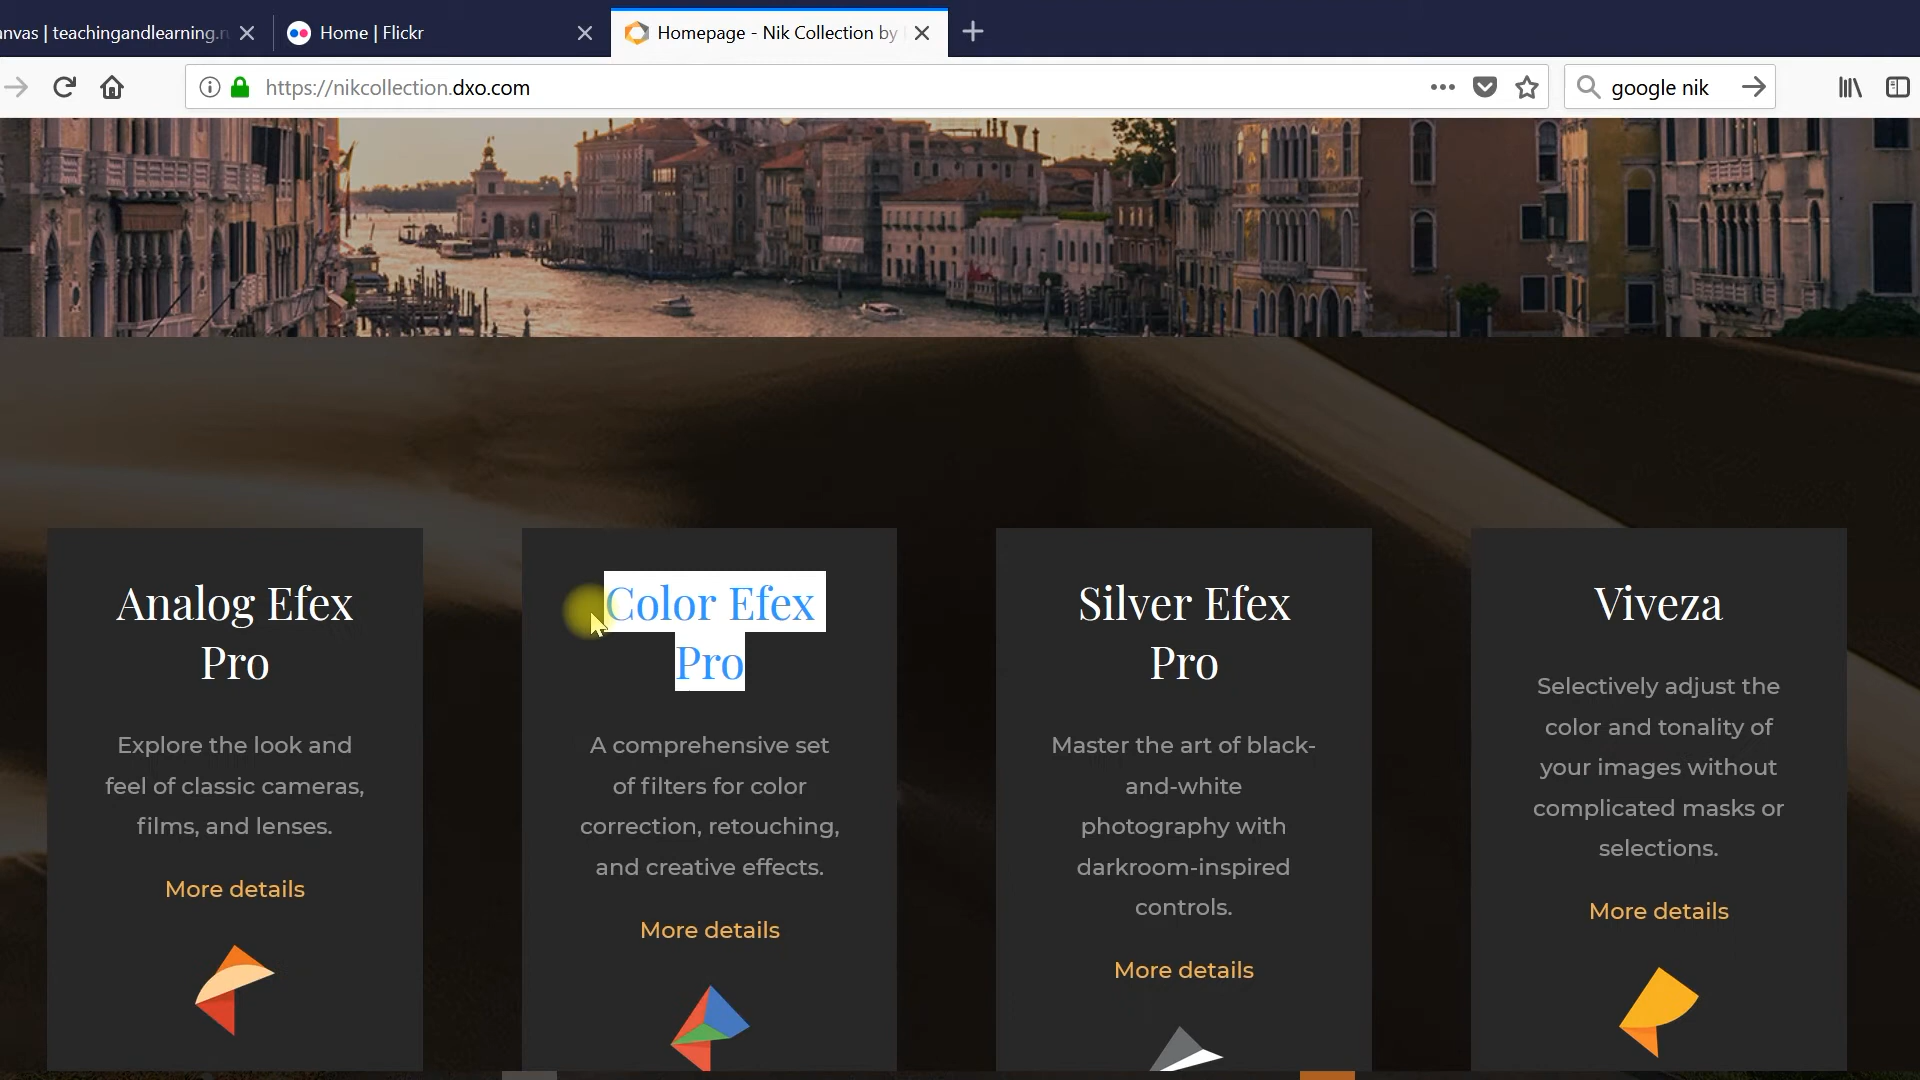 anvas | teachingandlearning.n
Home | Flickr
Homepage - Nik Collection by
https://nikcollection.dxo.com
google nik
Analog Efex
Pro
Explore the look and
feel of classic cameras,
films, and lenses.
More details
Color Efex
Pro
A comprehensive set
of filters for color
correction, retouching,
and creative effects.
More details
Silver Efex
Pro
Master the art of black-
and-white
photography with
darkroom-inspired
controls.
More details
Viveza
Selectively adjust the
color and tonality of
your images without
complicated masks or
selections.
More details